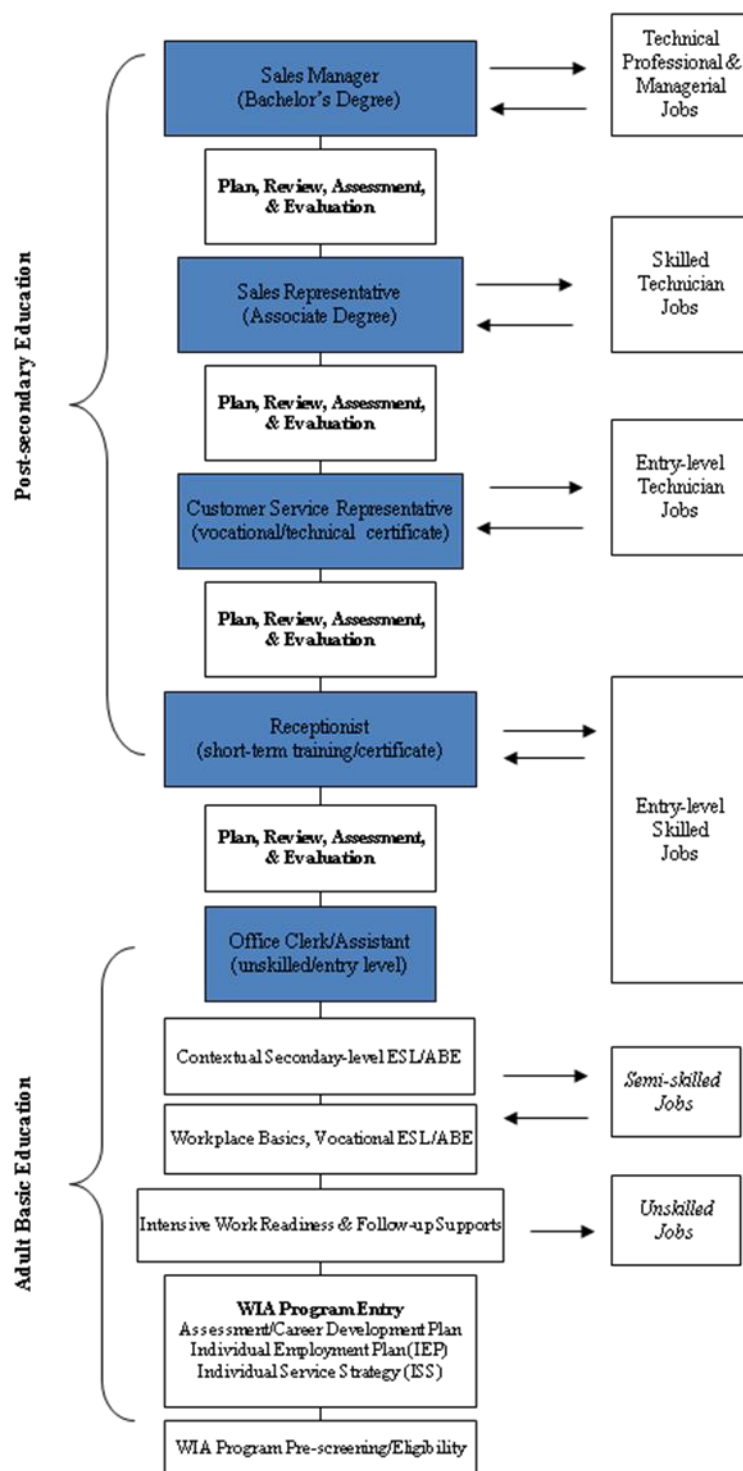 Sales Manager
(Bachelor's Degree)
Technical
Professional &
Managerial
Jobs
Plan, Review, Assessment,
& Evaluation
Sales Representative
(Associate Degree)
Skilled
Technician
Jobs
Plan, Review, Assessment,
& Evaluation
Customer Service Representative
(vocational/technical certificate)
Entry-level
Technician
Jobs
Plan, Review, Assessment,
& Evaluation
Receptionist
(short-term training/certificate)
Entry-level
Skilled
Jobs
Plan, Review, Assessment,
& Evaluation
Post-secondary Education
Office Clerk/Assistant
(unskilled/entry level)
Contextual Secondary-level ESL/ABE
Semi-skilled
Jobs
Workplace Basics, Vocational ESL/ABE
Intensive Work Readiness & Follow-up Supports
Unskilled
Jobs
WIA Program Entry
Assessment/Career Development Plan
Individual Employment Plan(IEP)
Individual Service Strategy (ISS)
Adult Basic Education
WIA Program Pre-screening/Eligibility